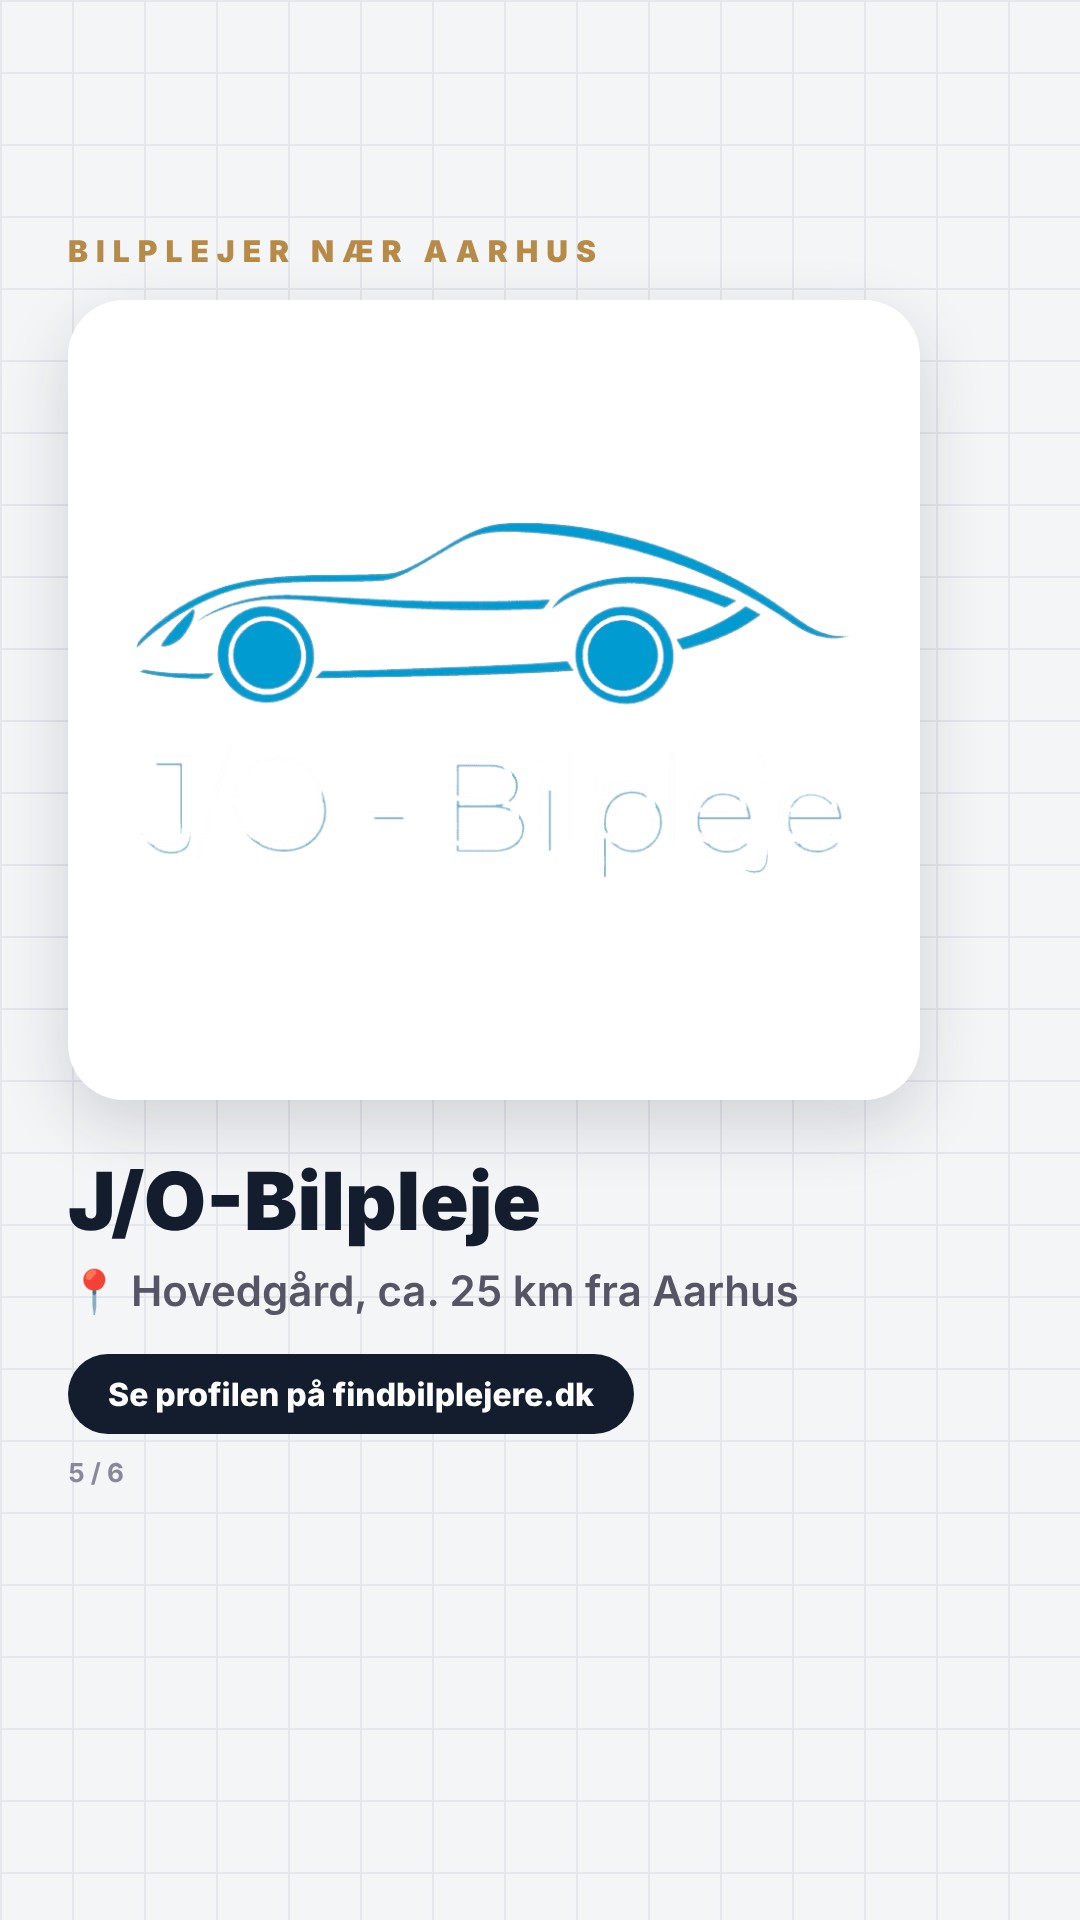 BILPLEJER NÆR AARHUS
J/O - Bilpleje
J/O-Bilpleje
Hovedgård, ca. 25 km fra Aarhus
Se profilen på findbilplejere.dk
5 / 6